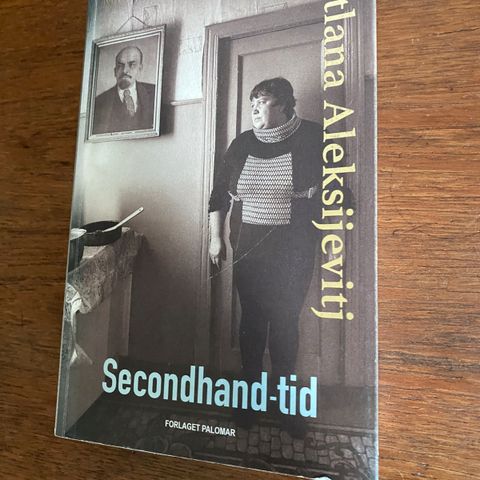 tlana Aleksijevitj
Secondhand-tid
FORLAGET PALOMAR